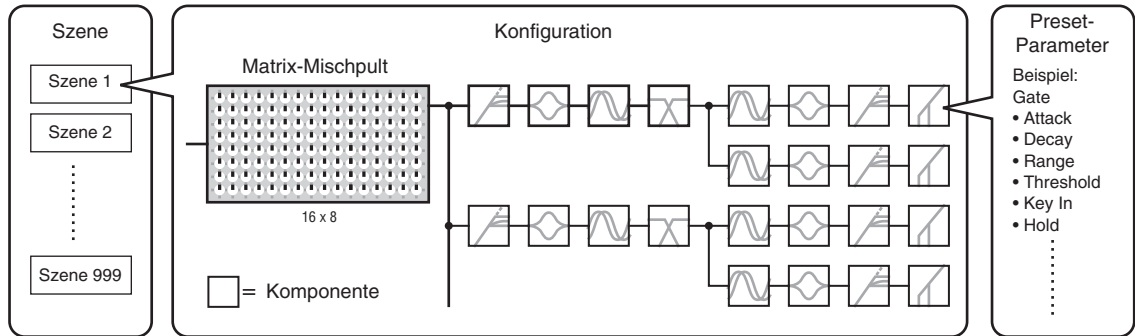 Szene
Szene 1
Szene 2
Szene 999
Konfiguration
Matrix-Mischpult
16 x 8
= Komponente
Preset-
Parameter
Beispiel:
Gate
• Attack
• Decay
• Range
• Threshold
• Key In
• Hold